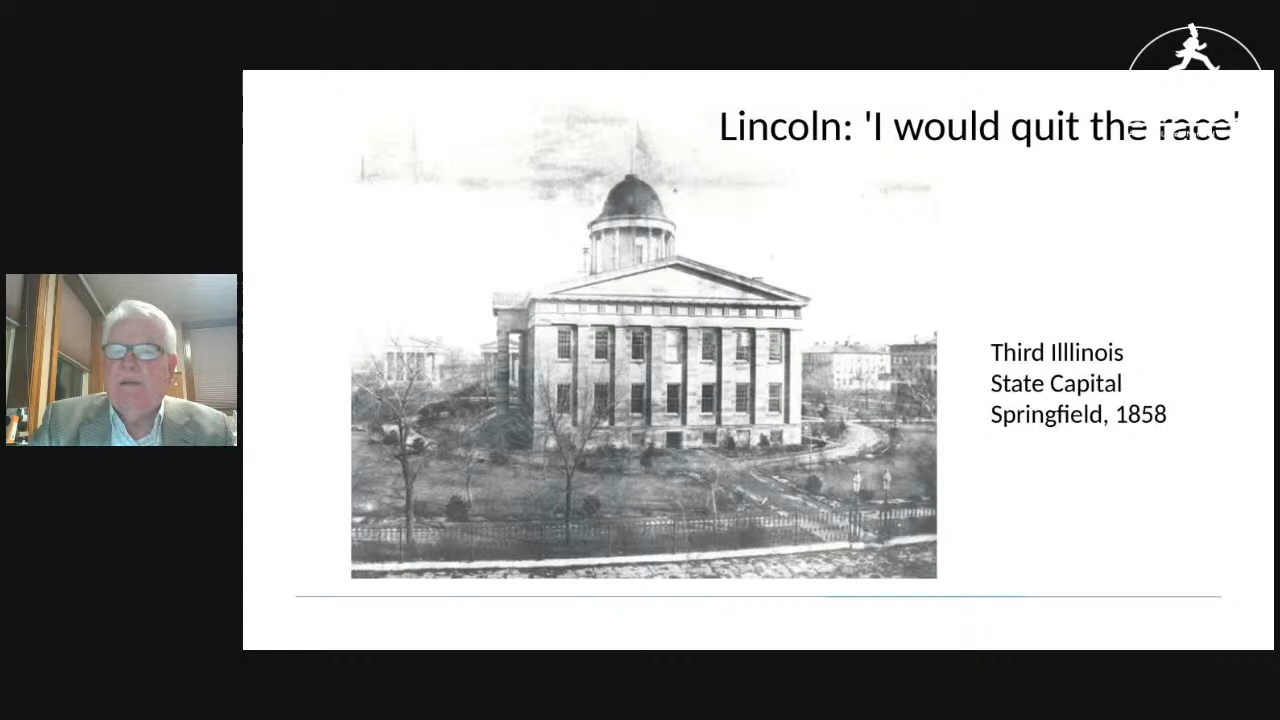 Lincoln: 'I would quit the race'
Third Illlinois
State Capital
Springfield, 1858